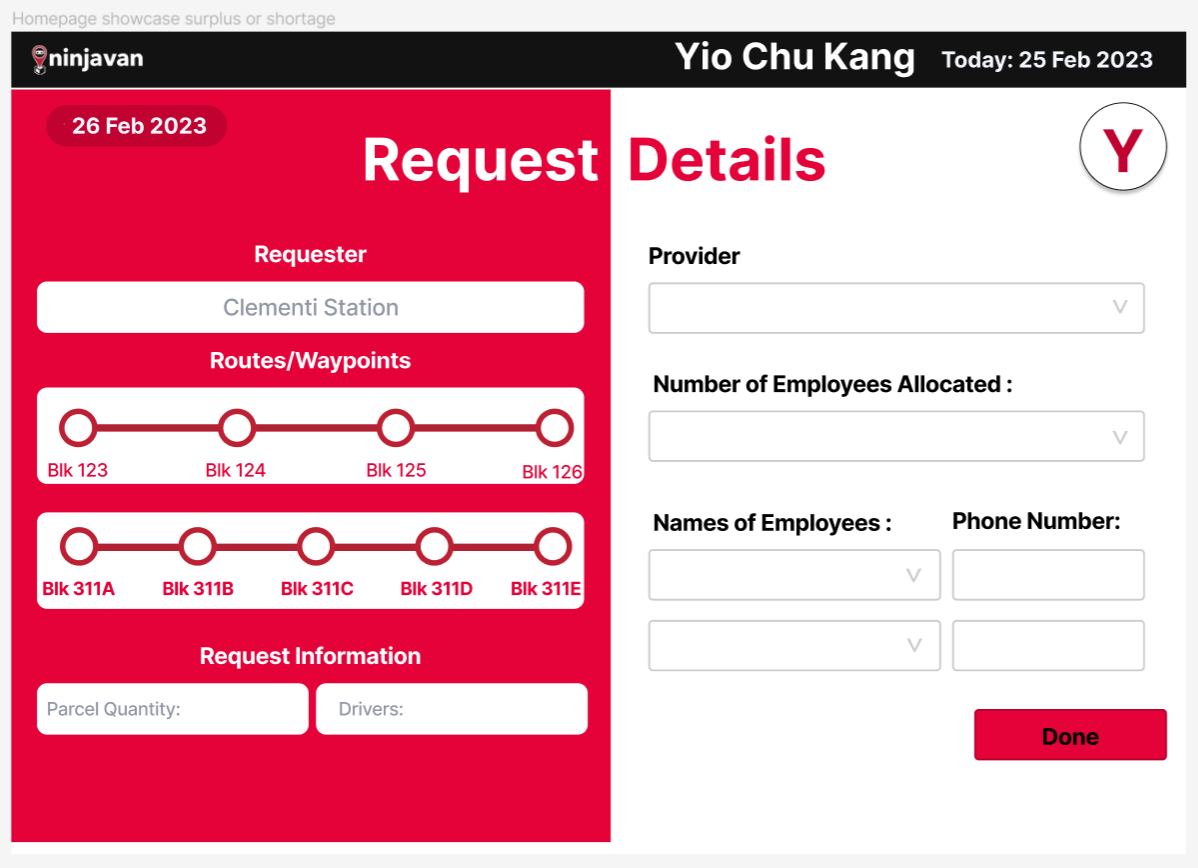 Homepage showcase surplus or shortage
ninjavan
Yio Chu Kang
Today: 25 Feb 2023
26 Feb 2023
Request Details
Y
Requester
Clementi Station
Routes/Waypoints
Blk 123 Blk 124 Blk 125 Blk 126
Blk 311A Blk 311B Blk 311C Blk 311D Blk 311E
Request Information
Parcel Quantity: Drivers:
Provider
Number of Employees Allocated :
Names of Employees : Phone Number:
Done